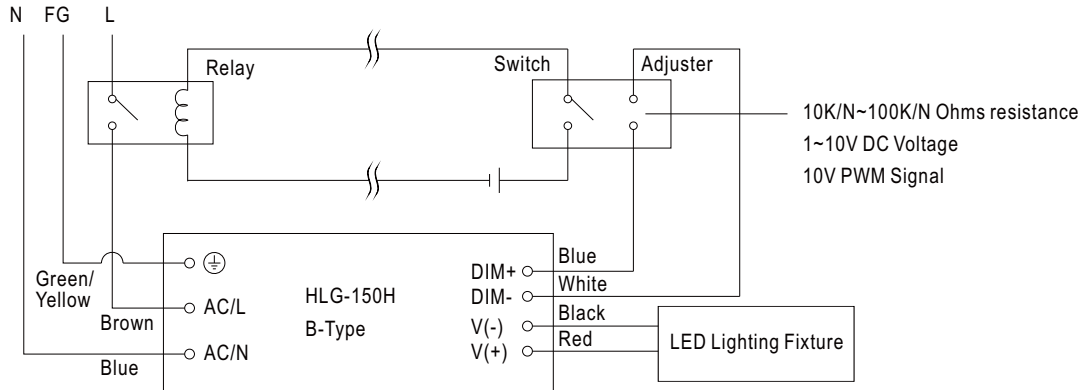 N FG L
Relay
Switch
Adjuster
10K/N~100K/N Ohms resistance
1~10V DC Voltage
10V PWM Signal
Green/
Yellow
Brown
Blue
AC/L
AC/N
HLG-150H
B-Type
DIM+
DIM-
V(-)
V(+)
Blue
White
Black
Red
LED Lighting Fixture